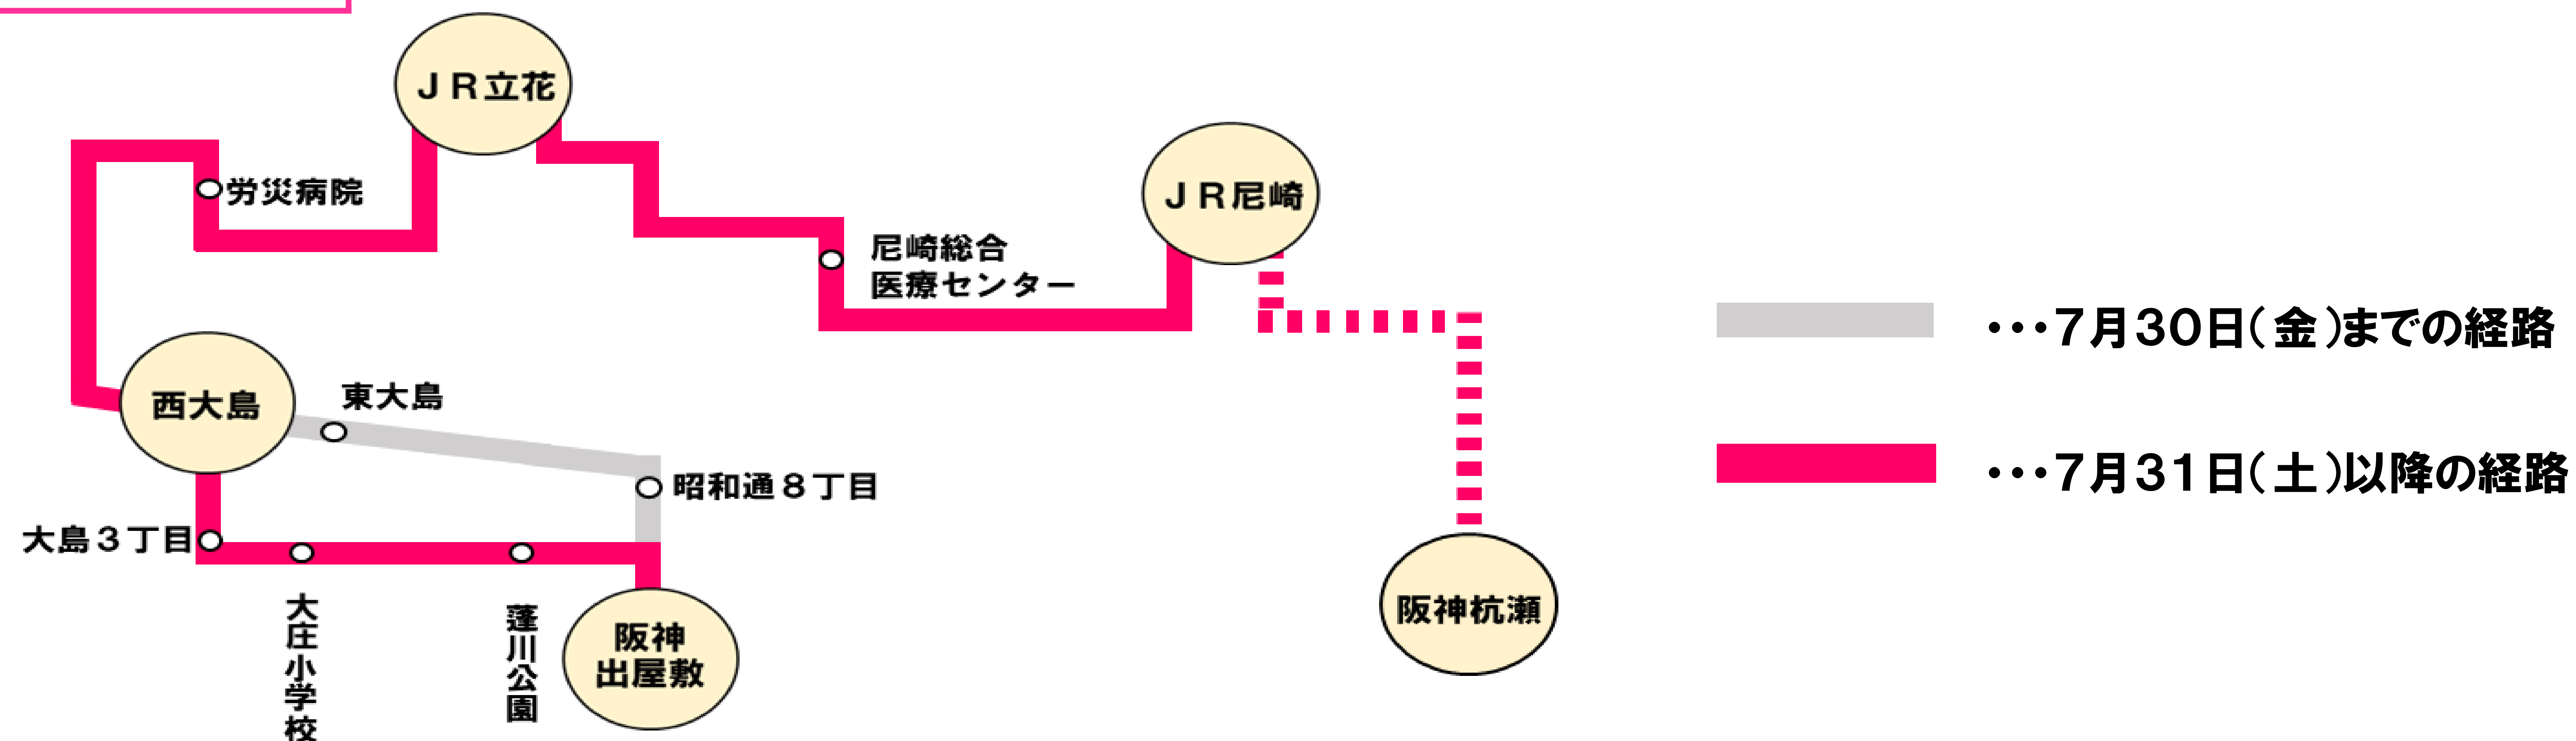 ＪＲ立花
ＪＲ尼崎
労災病院
尼崎総合
医療センター
西大島
東大島
昭和通８丁目
大島３丁目
大庄小学校
蓬川公園
阪神
出屋敷
阪神杭瀬
･･･７月３０日（金）までの経路
･･･７月３１日（土）以降の経路